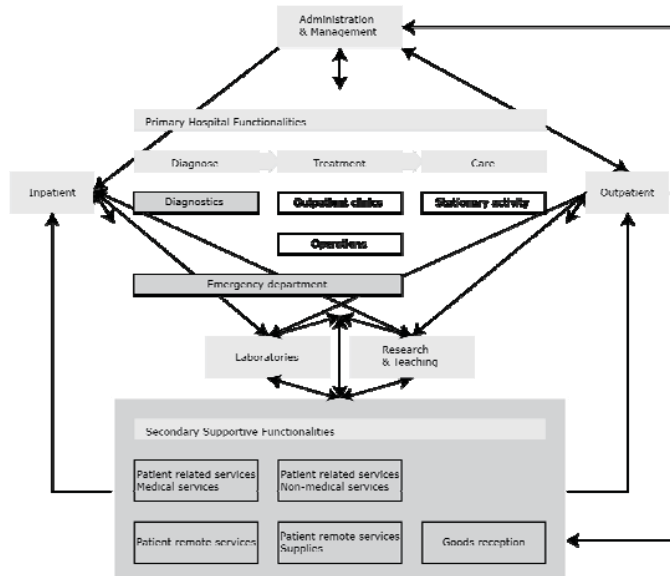 Administration
& Management
Primary Hospital Functionalities
Diagnose
Treatment
Care
Inpatient
Outpatient
Diagnostics
Outpatient clinics
Stationary activity
Operations
Emergency department
Laboratories
Research
& Teaching
Secondary Supportive Functionalities
Patient related services
Medical services
Patient related services
Non-medical services
Patient remote services
Patient remote services
Supplies
Goods reception